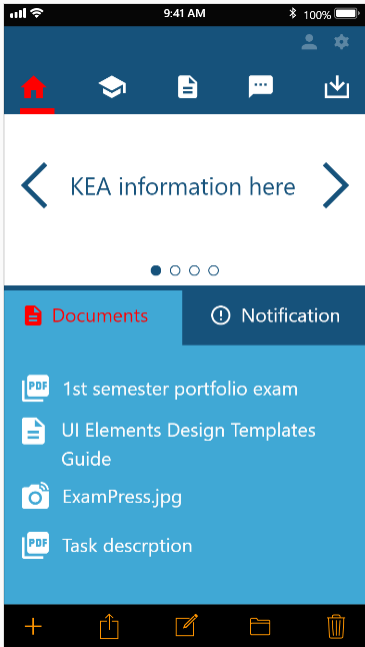 9:41 AM
100%
KEA information here
Documents
Notification
PDF
1st semester portfolio exam
UI Elements Design Templates
Guide
ExamPress.jpg
PDF
Task descrption